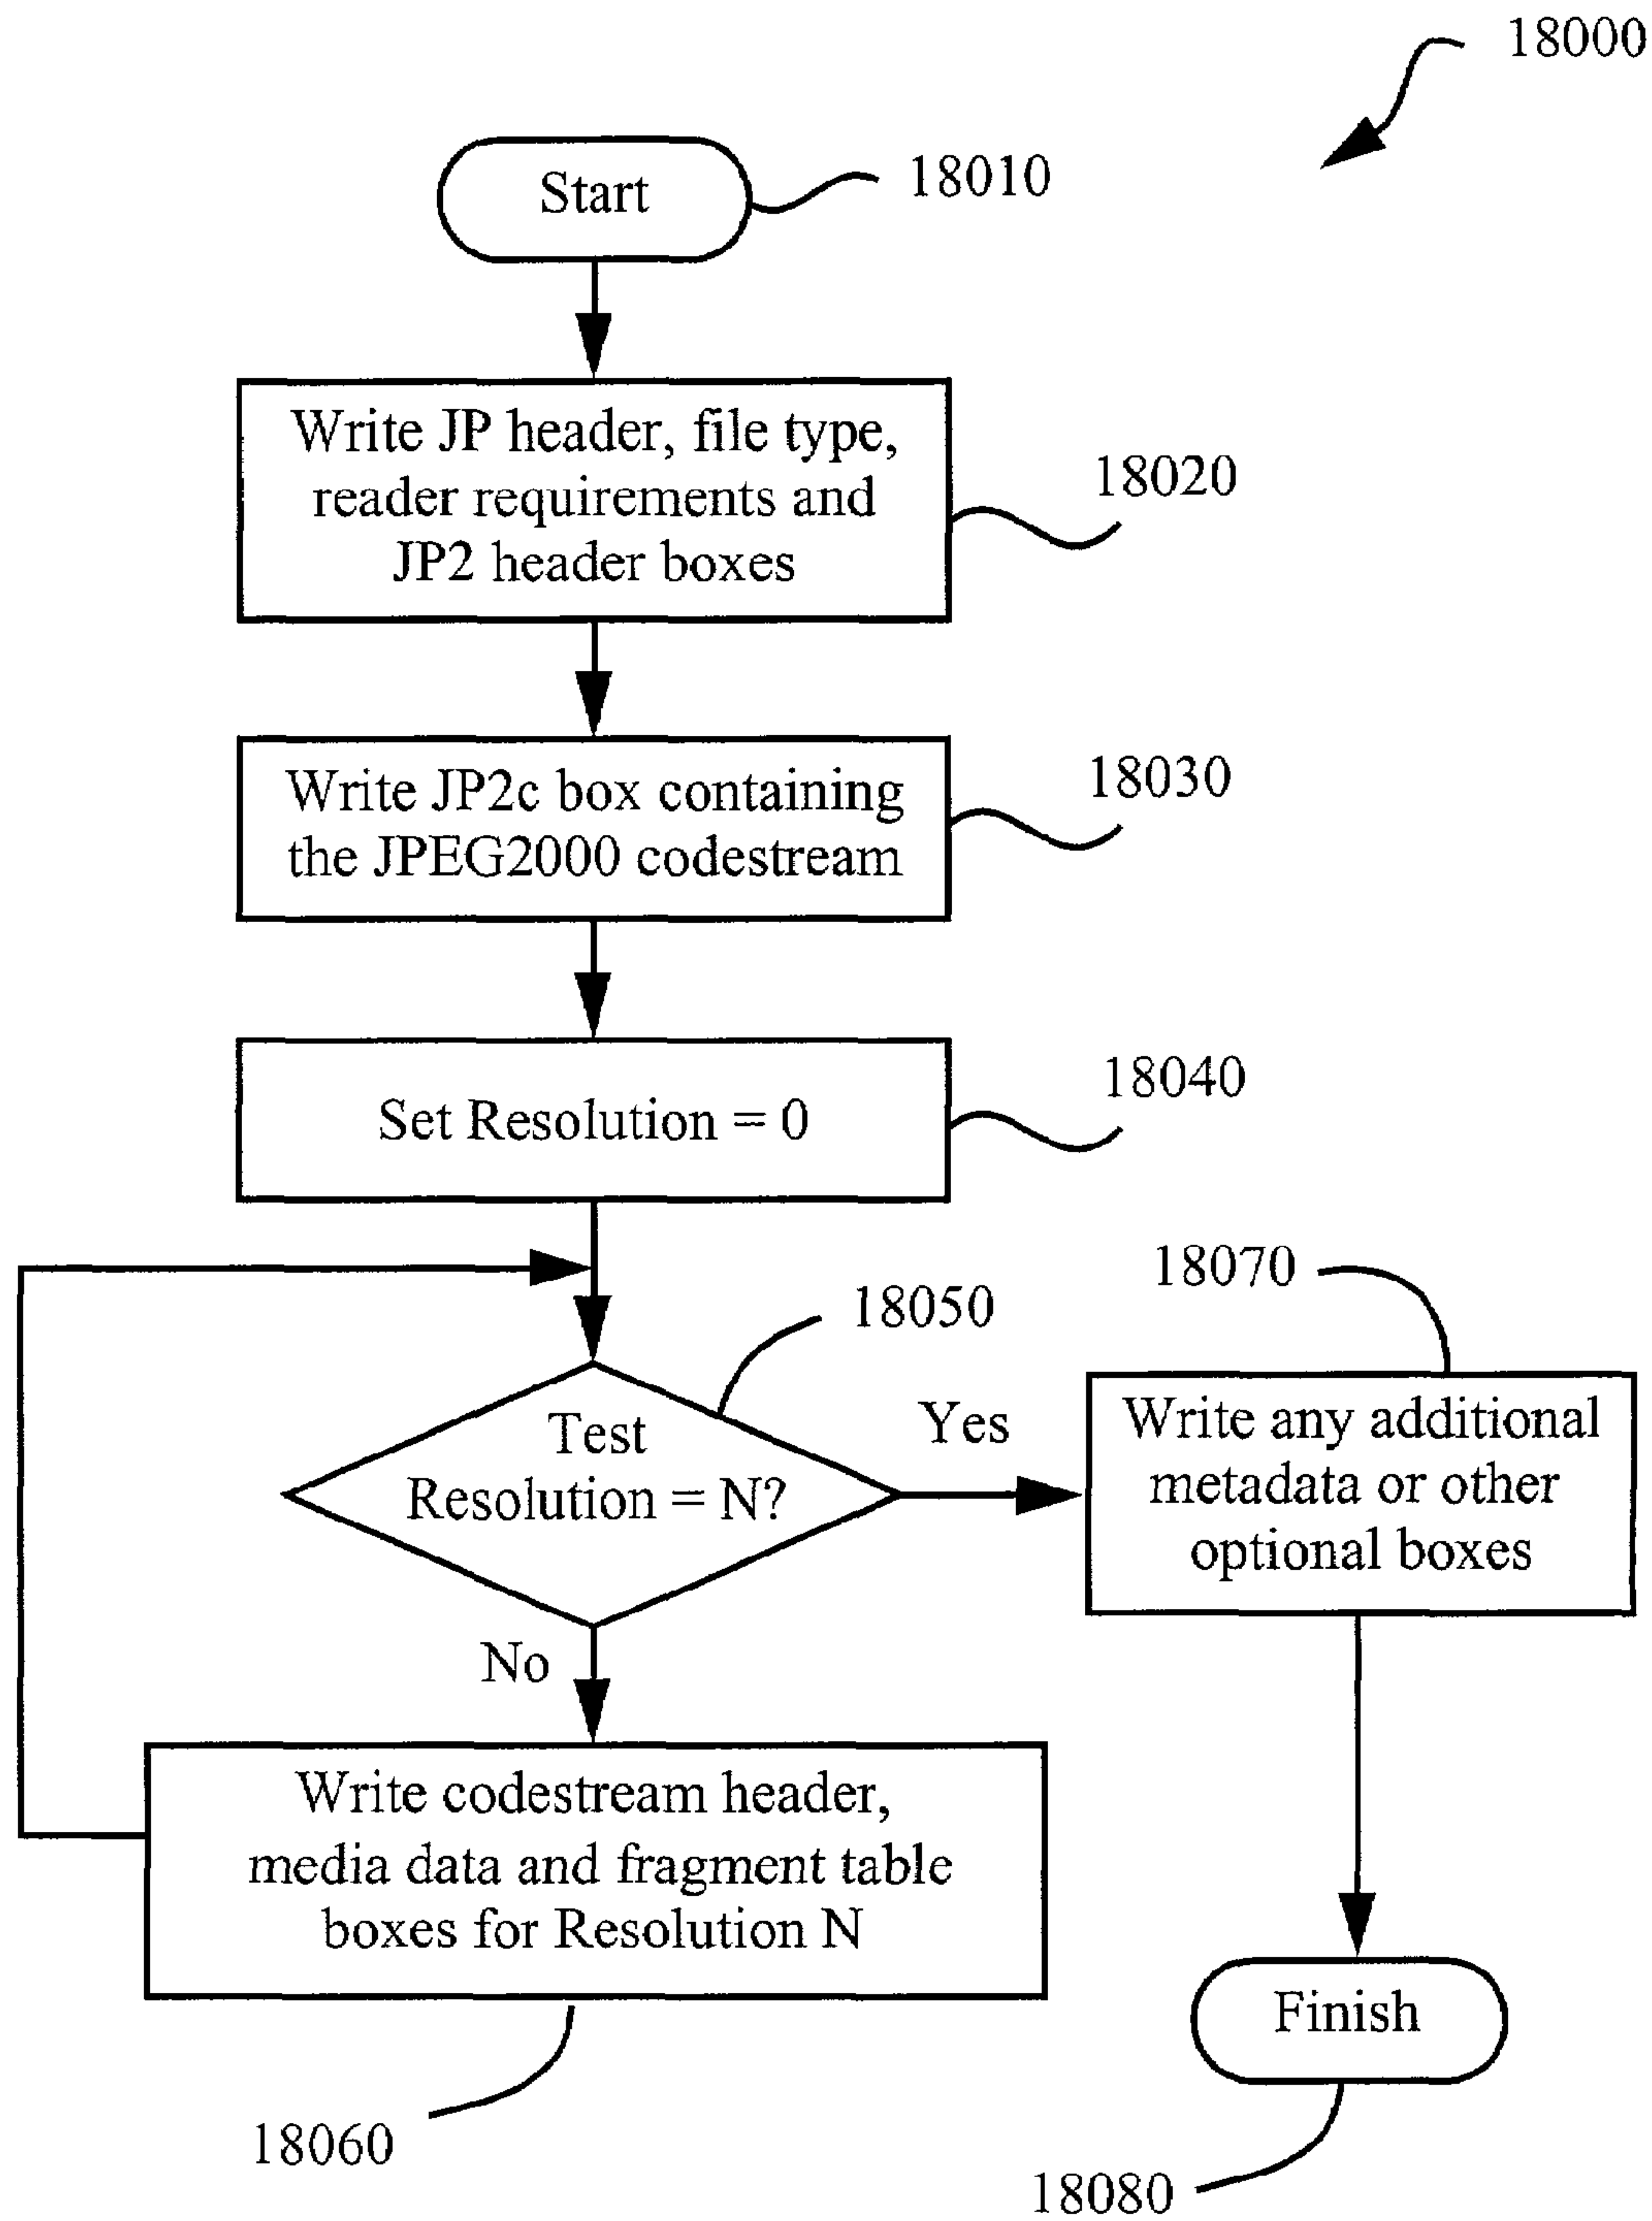 18000
Start
18010
Write JP header, file type,
reader requirements and
JP2 header boxes
18020
Write JP2c box containing
the JPEG2000 codestream
18030
Set Resolution = 0
18040
18050
Test
Resolution = N?
Yes
No
18070
Write any additional
metadata or other
optional boxes
Write codestream header,
media data and fragment table
boxes for Resolution N
18060
Finish
18080